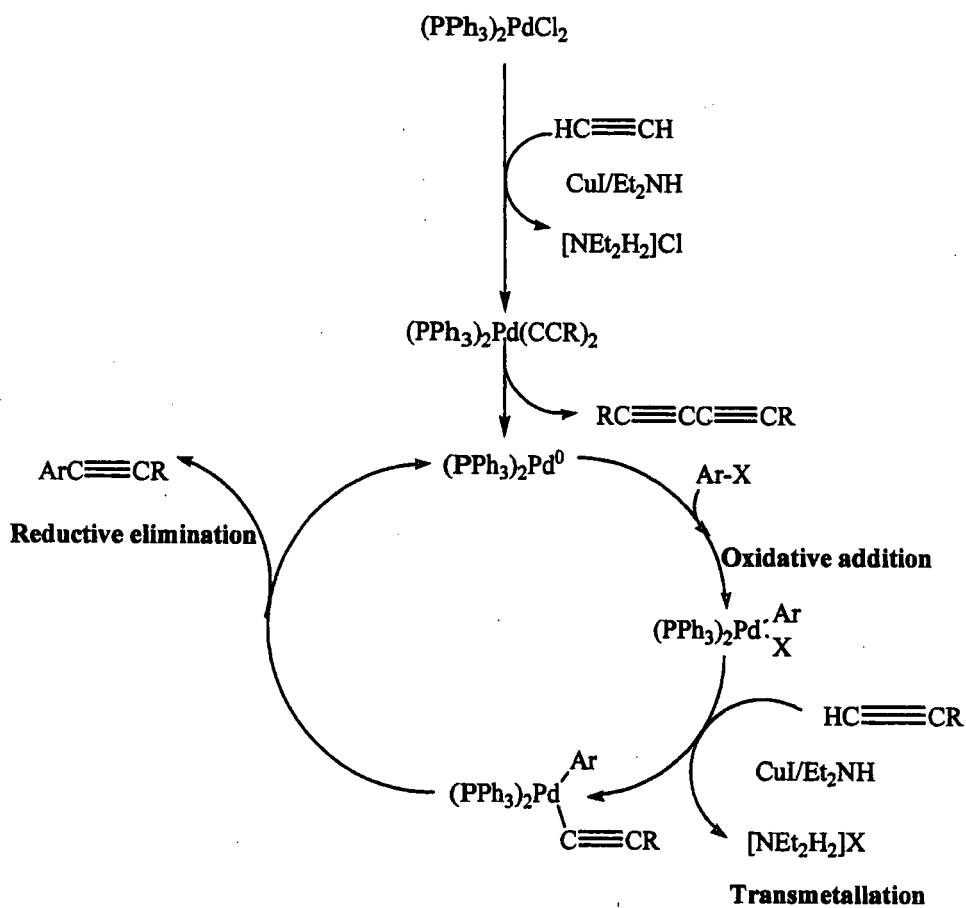 (PPh3)2PdCl2
HC≡CH
CuI/Et2NH
[NEt2H2]Cl
(PPh3)2Pd(CCR)2
RC≡CC≡CR
ArC≡CR
(PPh3)2Pd0
Ar-X
Reductive elimination
Oxidative addition
(PPh3)2Pd
Ar
X
HC≡CR
Ar
CuI/Et2NH
(PPh3)2Pd
C≡CR
[NEt2H2]X
Transmetallation